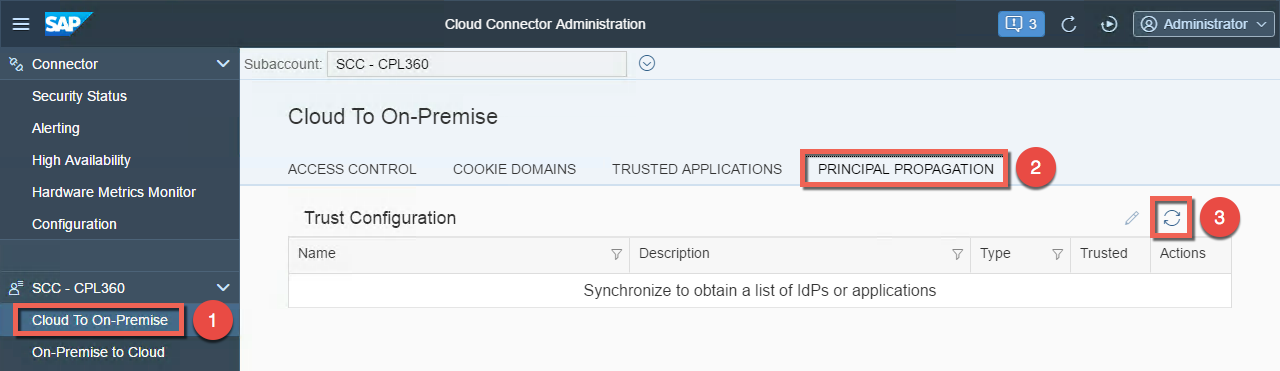 SAP Cloud Connector Administration 3 Administrator
Connector
Security Status
Alerting
High Availability
Hardware Metrics Monitor
Configuration
SCC - CPL360
Cloud To On-Premise 1
On-Premise to Cloud
Subaccount: SCC - CPL360
Cloud To On-Premise
ACCESS CONTROL COOKIE DOMAINS TRUSTED APPLICATIONS PRINCIPAL PROPAGATION 2
Trust Configuration 3
Name Description Type Trusted Actions
Synchronize to obtain a list of IdPs or applications